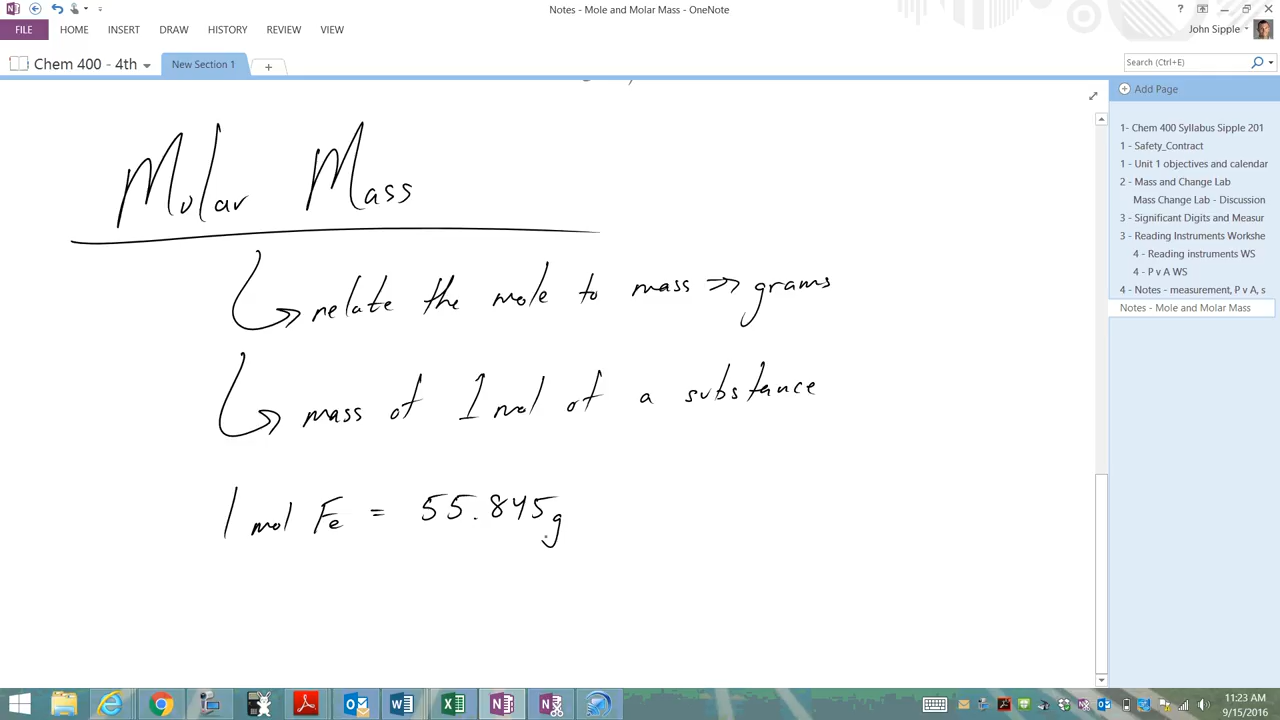 Notes - Mole and Molar Mass - OneNote
?
FILE
HOME
INSERT
DRAW
HISTORY
REVIEW
VIEW
John Sipple
Chem 400 - 4th
New Section 1
+
Search (Ctrl+E)
Add Page
1- Chem 400 Syllabus Sipple 201
1 - Safety_Contract
1 - Unit 1 objectives and calendar
2 - Mass and Change Lab
Mass Change Lab - Discussion
3 - Significant Digits and Measur
3 - Reading Instruments Workshe
4 - Reading instruments WS
4 - P v A WS
4 - Notes - measurement, P v A, s
Notes - Mole and Molar Mass
Molar Mass
relate the mole to mass => grams
mass of 1 mol of a substance
1 mol Fe = 55.845g
11:23 AM
9/15/2016